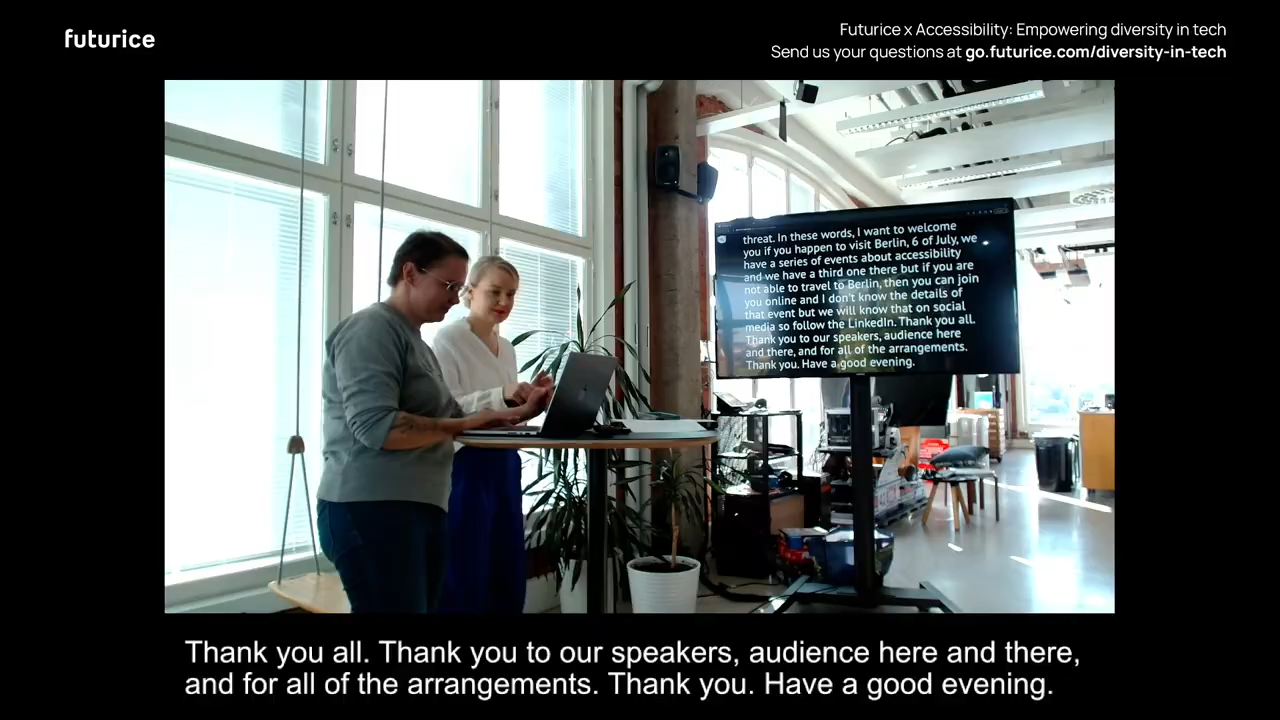 futurice
Futurice x Accessibility: Empowering diversity in tech
Send us your questions at go.futurice.com/diversity-in-tech
threat. In these words, I want to welcome
you if you happen to visit Berlin, 6 of July, we
have a series of events about accessibility
and we have a third one there but if you are
not able to travel to Berlin, then you can join
you online and I don't know the details of
that event but we will know that on social
media so follow the LinkedIn. Thank you all.
Thank you to our speakers, audience here
and there, and for all of the arrangements.
Thank you. Have a good evening.
Thank you all. Thank you to our speakers, audience here and there,
and for all of the arrangements. Thank you. Have a good evening.